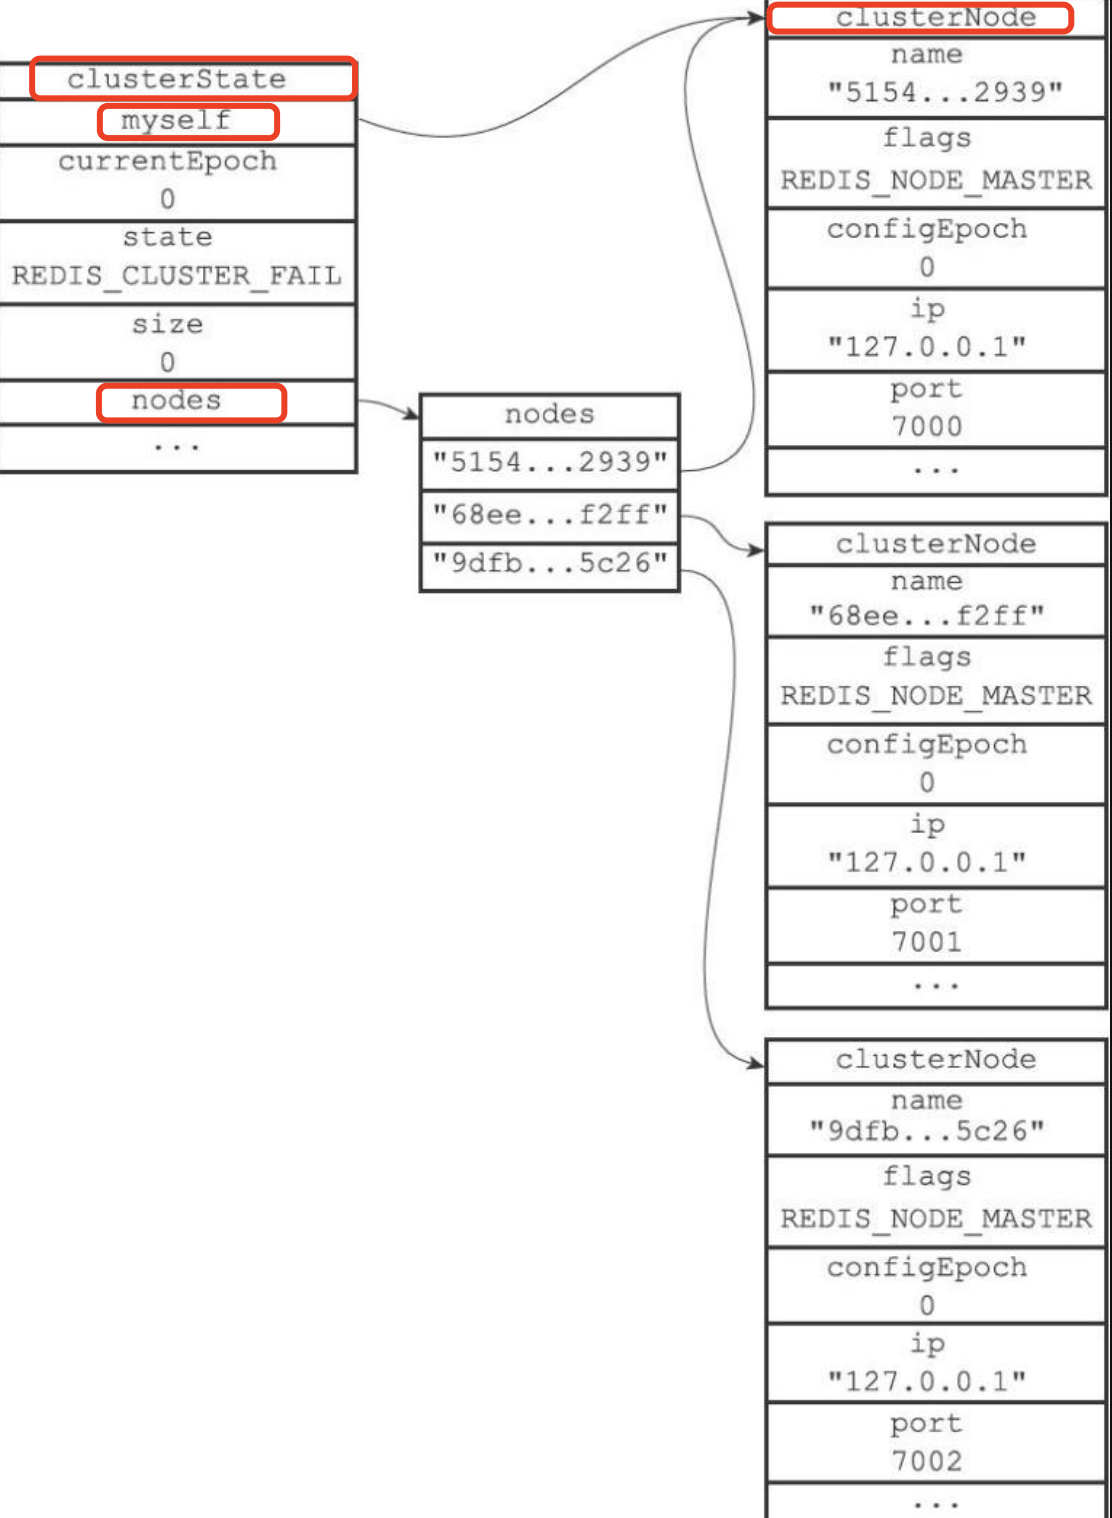 clusterState
myself
currentEpoch
0
state
REDIS_CLUSTER_FAIL
size
0
nodes
...
nodes
"5154...2939"
"68ee...f2ff"
"9dfb...5c26"
clusterNode
name
"5154...2939"
flags
REDIS_NODE_MASTER
configEpoch
0
ip
"127.0.0.1"
port
7000
...
clusterNode
name
"68ee...f2ff"
flags
REDIS_NODE_MASTER
configEpoch
0
ip
"127.0.0.1"
port
7001
...
clusterNode
name
"9dfb...5c26"
flags
REDIS_NODE_MASTER
configEpoch
0
ip
"127.0.0.1"
port
7002
...